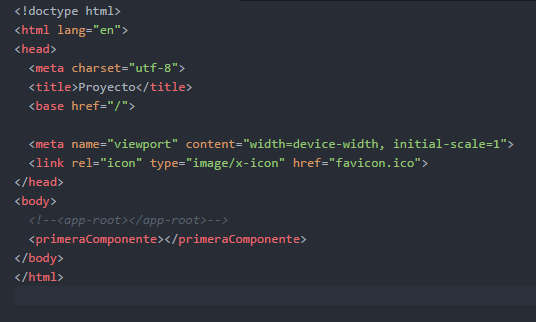 <!doctype html>
<html lang="en">
<head>
  <meta charset="utf-8">
  <title>Proyecto</title>
  <base href="/">

  <meta name="viewport" content="width=device-width, initial-scale=1">
  <link rel="icon" type="image/x-icon" href="favicon.ico">
</head>
<body>
  <!--<app-root></app-root>-->
  <primeraComponente></primeraComponente>
</body>
</html>